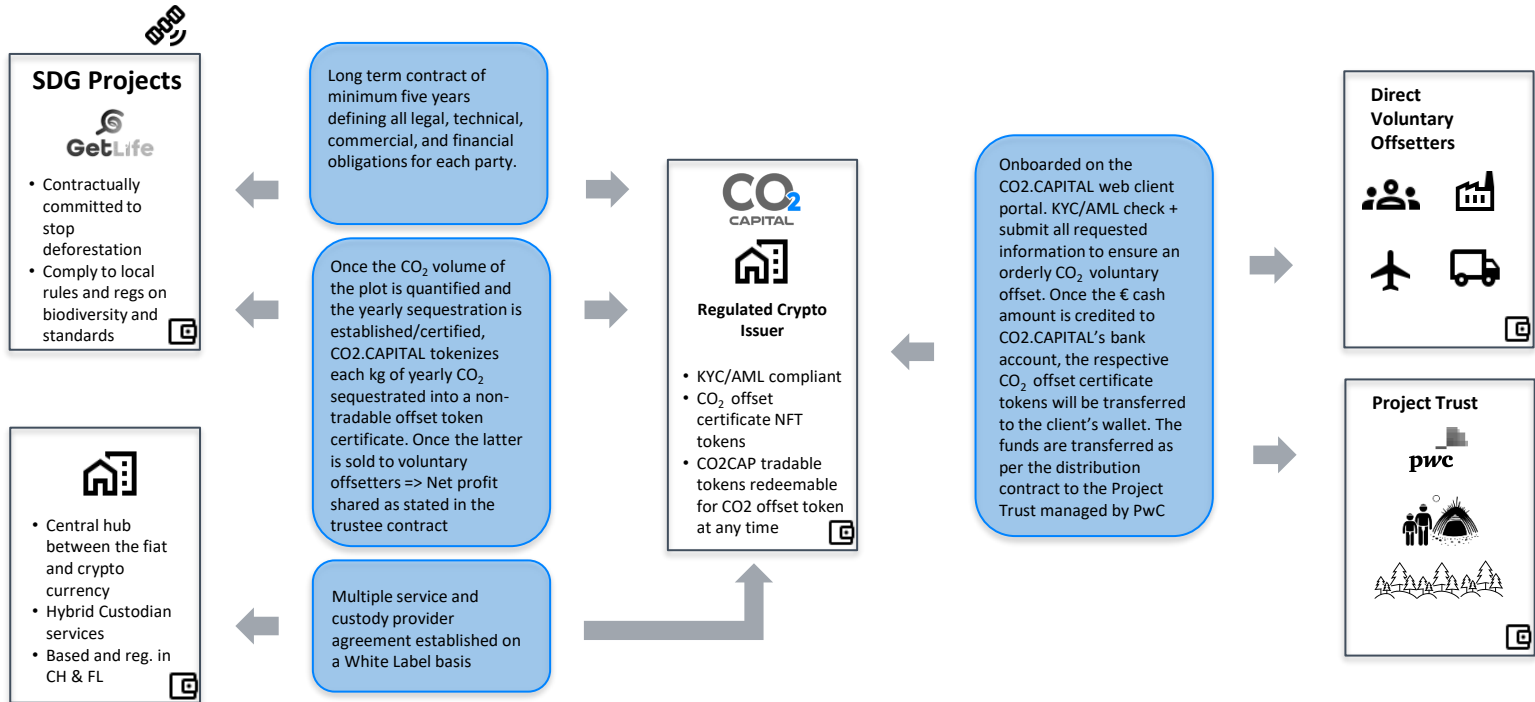 SDG Projects
GetLife
• Contractually
committed to
stop
deforestation
• Comply to local
rules and regs on
biodiversity and
standards
• Central hub
between the fiat
and crypto
currency
• Hybrid Custodian
services
• Based and reg. in
CH & FL
Long term contract of
minimum five years
defining all legal, technical,
commercial, and financial
obligations for each party.
Once the CO2 volume of
the plot is quantified and
the yearly sequestration is
established/certified,
CO2.CAPITAL tokenizes
each kg of yearly CO2
sequestrated into a non-
tradable offset token
certificate. Once the latter
is sold to voluntary
offsetters => Net profit
shared as stated in the
trustee contract
Multiple service and
custody provider
agreement established on
a White Label basis
CO2
CAPITAL
Regulated Crypto
Issuer
• KYC/AML compliant
• CO2 offset
certificate NFT
tokens
• CO2CAP tradable
tokens redeemable
for CO2 offset token
at any time
Onboarded on the
CO2.CAPITAL web client
portal. KYC/AML check +
submit all requested
information to ensure an
orderly CO2 voluntary
offset. Once the € cash
amount is credited to
CO2.CAPITAL’s bank
account, the respective
CO2 offset certificate
tokens will be transferred
to the client’s wallet. The
funds are transferred as
per the distribution
contract to the Project
Trust managed by PwC
Direct
Voluntary
Offsetters
Project Trust
pwc